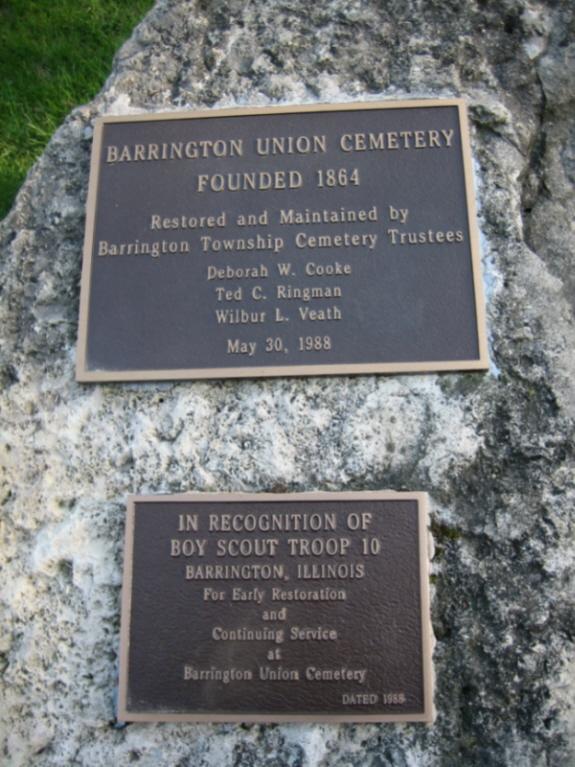 BARRINGTON UNION CEMETERY
FOUNDED 1864
Restored and Maintained by
Barrington Township Cemetery Trustees
Deborah W. Cooke
Ted C. Ringman
Wilbur L. Veath
May 30, 1988
IN RECOGNITION OF
BOY SCOUT TROOP 10
BARRINGTON, ILLINOIS
For Early Restoration
and
Continuing Service
at
Barrington Union Cemetery
DATED 1988